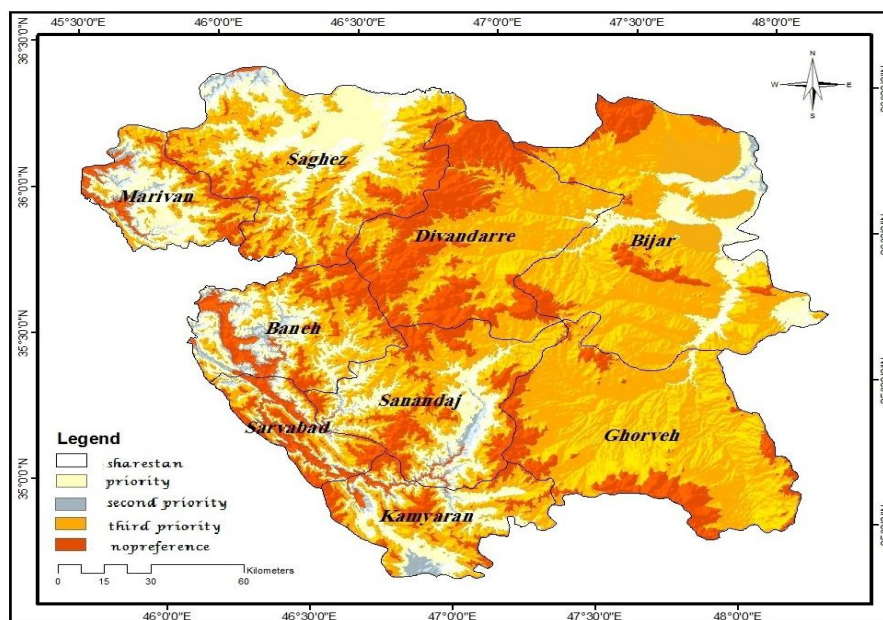 45°30'0"E 46°0'0"E 46°30'0"E 47°0'0"E 47°30'0"E 48°0'0"E
36°30'0"N
N
W E
S
Saghez
36°0'0"N
Marivan
Divandarre
Bijar
35°30'0"N
Baneh
Sanandaj
Sarvabad
Ghorveh
Legend
sharestan
priority
35°0'0"N
second priority
third priority
Kamyaran
nopreference
Kilometers
0 15 30 60
46°0'0"E 46°30'0"E 47°0'0"E 47°30'0"E 48°0'0"E